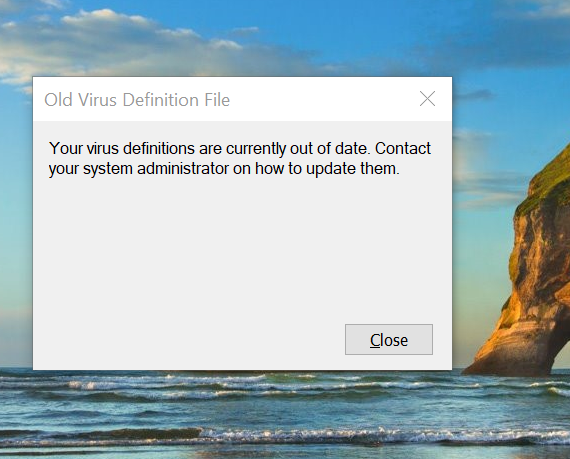 Old Virus Definition File
Your virus definitions are currently out of date. Contact
your system administrator on how to update them.
Close